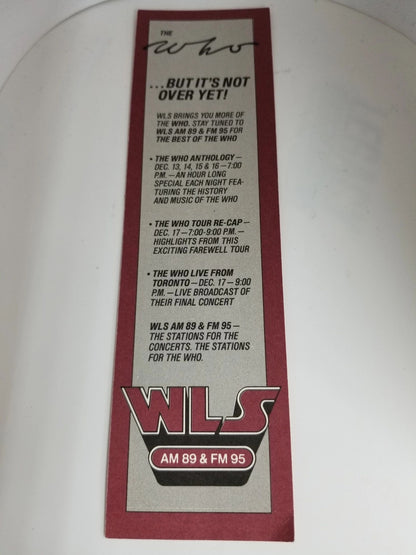 THE
who
...BUT IT'S NOT
OVER YET!
WLS BRINGS YOU MORE OF
THE WHO. STAY TUNED TO
WLS AM 89 & FM 95 FOR
THE BEST OF THE WHO
• THE WHO ANTHOLOGY—
DEC. 13, 14, 15 & 16—7:00
P.M.—AN HOUR LONG
SPECIAL EACH NIGHT FEA-
TURING THE HISTORY
AND MUSIC OF THE WHO
• THE WHO TOUR RE-CAP—
DEC. 17—7:00-9:00 P.M.—
HIGHLIGHTS FROM THIS
EXCITING FAREWELL TOUR
• THE WHO LIVE FROM
TORONTO—DEC. 17—9:00
P.M.—LIVE BROADCAST OF
THEIR FINAL CONCERT
WLS AM 89 & FM 95—
THE STATIONS FOR THE
CONCERTS. THE STATIONS
FOR THE WHO.
WLS
AM 89 & FM 95